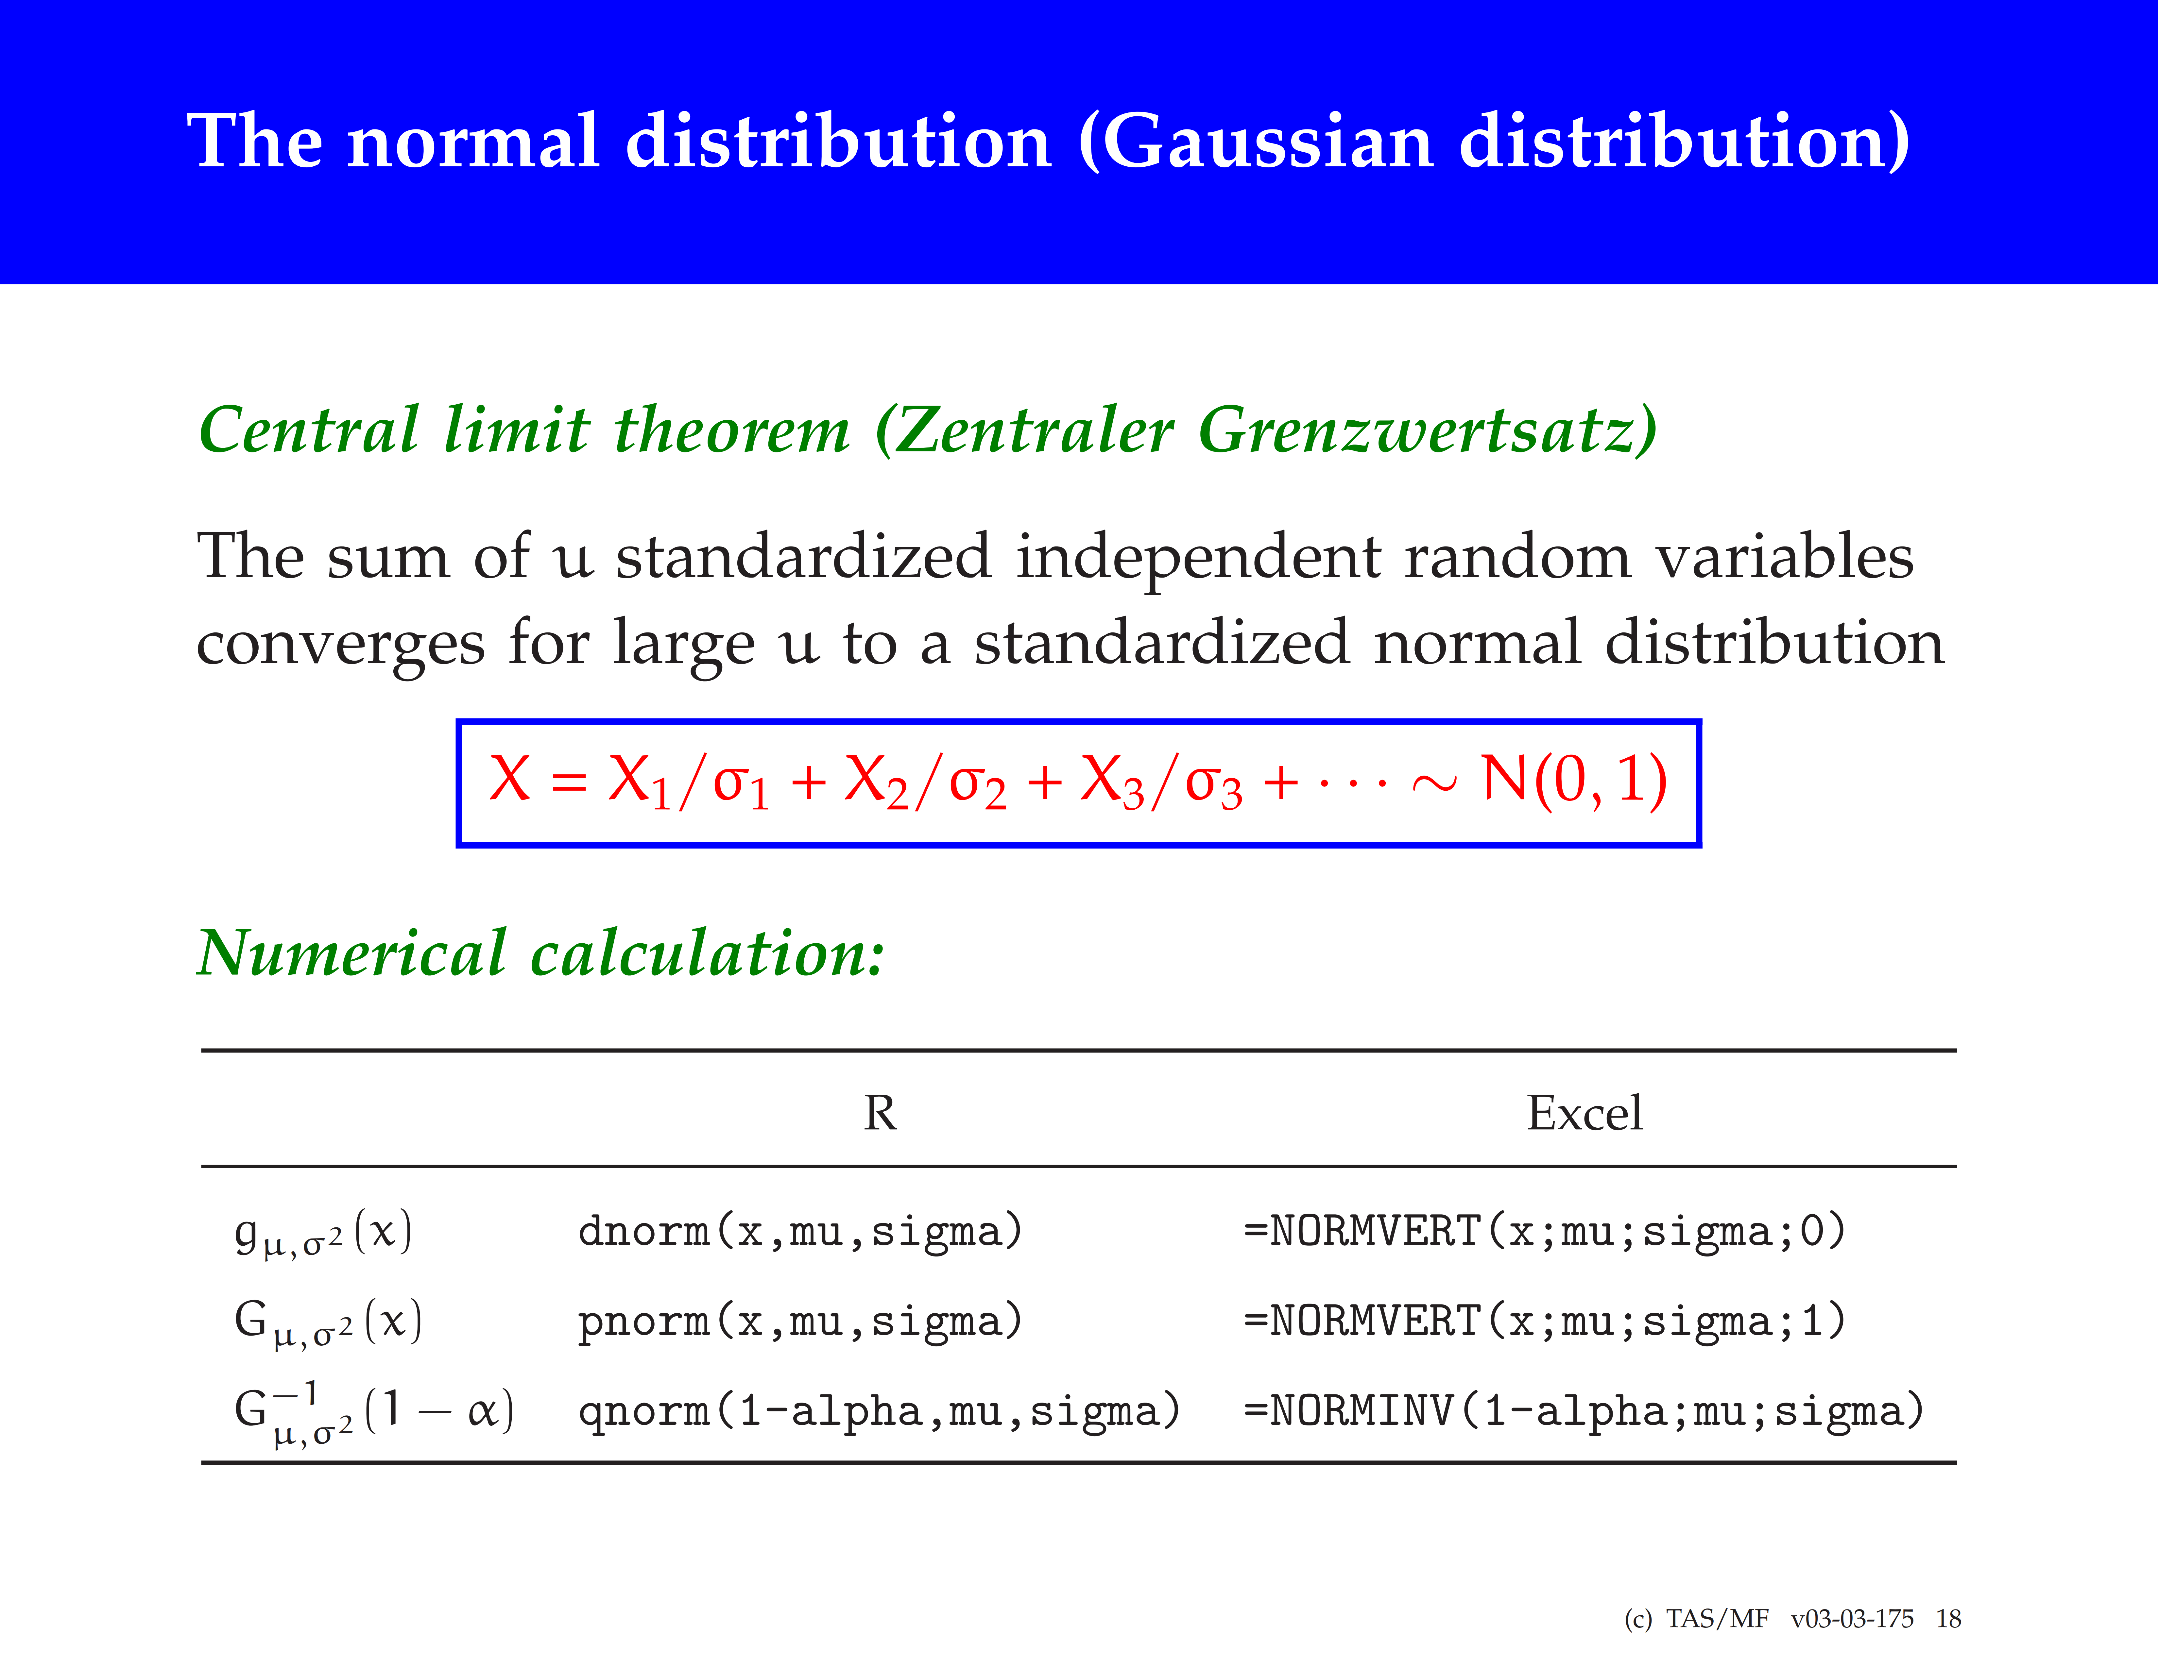 The normal distribution (Gaussian distribution)
Central limit theorem (Zentraler Grenzwertsatz)
The sum of u standardized independent random variables
converges for large u to a standardized normal distribution
X = X₁/σ₁ + X₂/σ₂ + X₃/σ₃ + · · · ∼ N(0, 1)
Numerical calculation:
R Excel
g_{μ,σ²}(x) dnorm(x,mu,sigma) =NORMVERT(x;mu;sigma;0)
G_{μ,σ²}(x) pnorm(x,mu,sigma) =NORMVERT(x;mu;sigma;1)
G⁻¹_{μ,σ²}(1 − α) qnorm(1-alpha,mu,sigma) =NORMINV(1-alpha;mu;sigma)
(c) TAS/MF v03-03-175 18